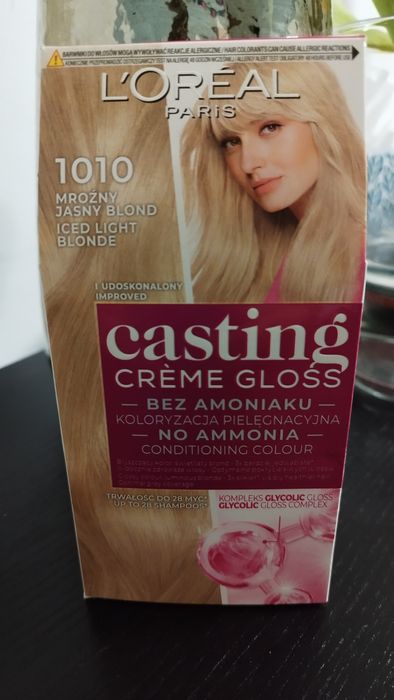 BARWNIKI DO WŁOSÓW MOGĄ WYWOŁYWAĆ REAKCJE ALERGICZNE / HAIR COLORANTS CAN CAUSE ALLERGIC REACTIONS
L'ORÉAL
PARIS
1010
MROŹNY
JASNY BLOND
ICED LIGHT
BLONDE
I UDOSKONALONY
IMPROVED
casting
CRÈME GLOSS
— BEZ AMONIAKU —
KOLORYZACJA PIELĘGNACYJNA
— NO AMMONIA —
CONDITIONING COLOUR
TRWAŁOŚĆ DO 28 MYĆ*
UP TO 28 SHAMPOOS*
KOMPLEKS GLYCOLIC GLOSS
GLYCOLIC GLOSS COMPLEX